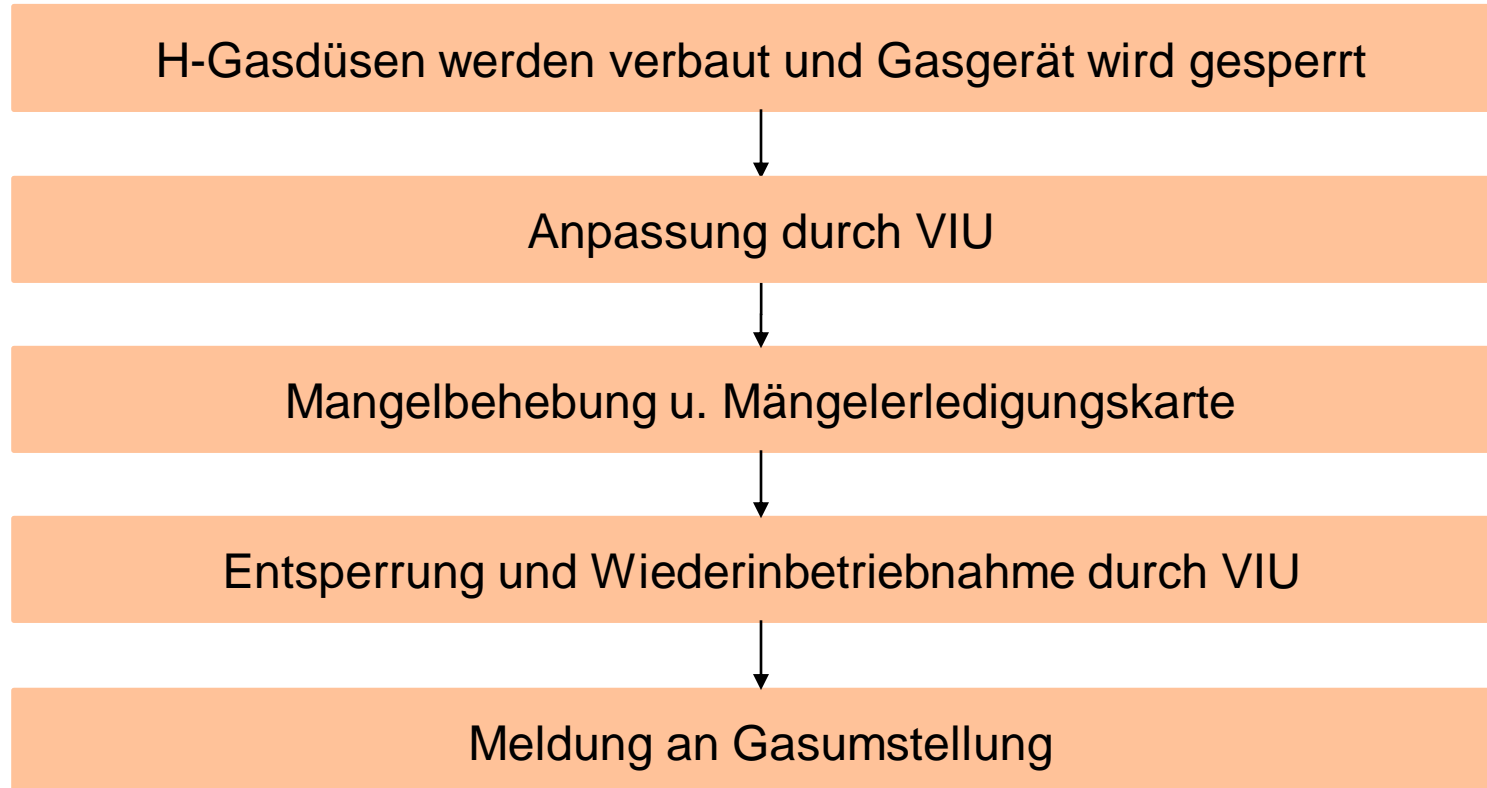 H-Gasdüsen werden verbaut und Gasgerät wird gesperrt
Anpassung durch VIU
Mangelbehebung u. Mängelerledigungskarte
Entsperrung und Wiederinbetriebnahme durch VIU
Meldung an Gasumstellung